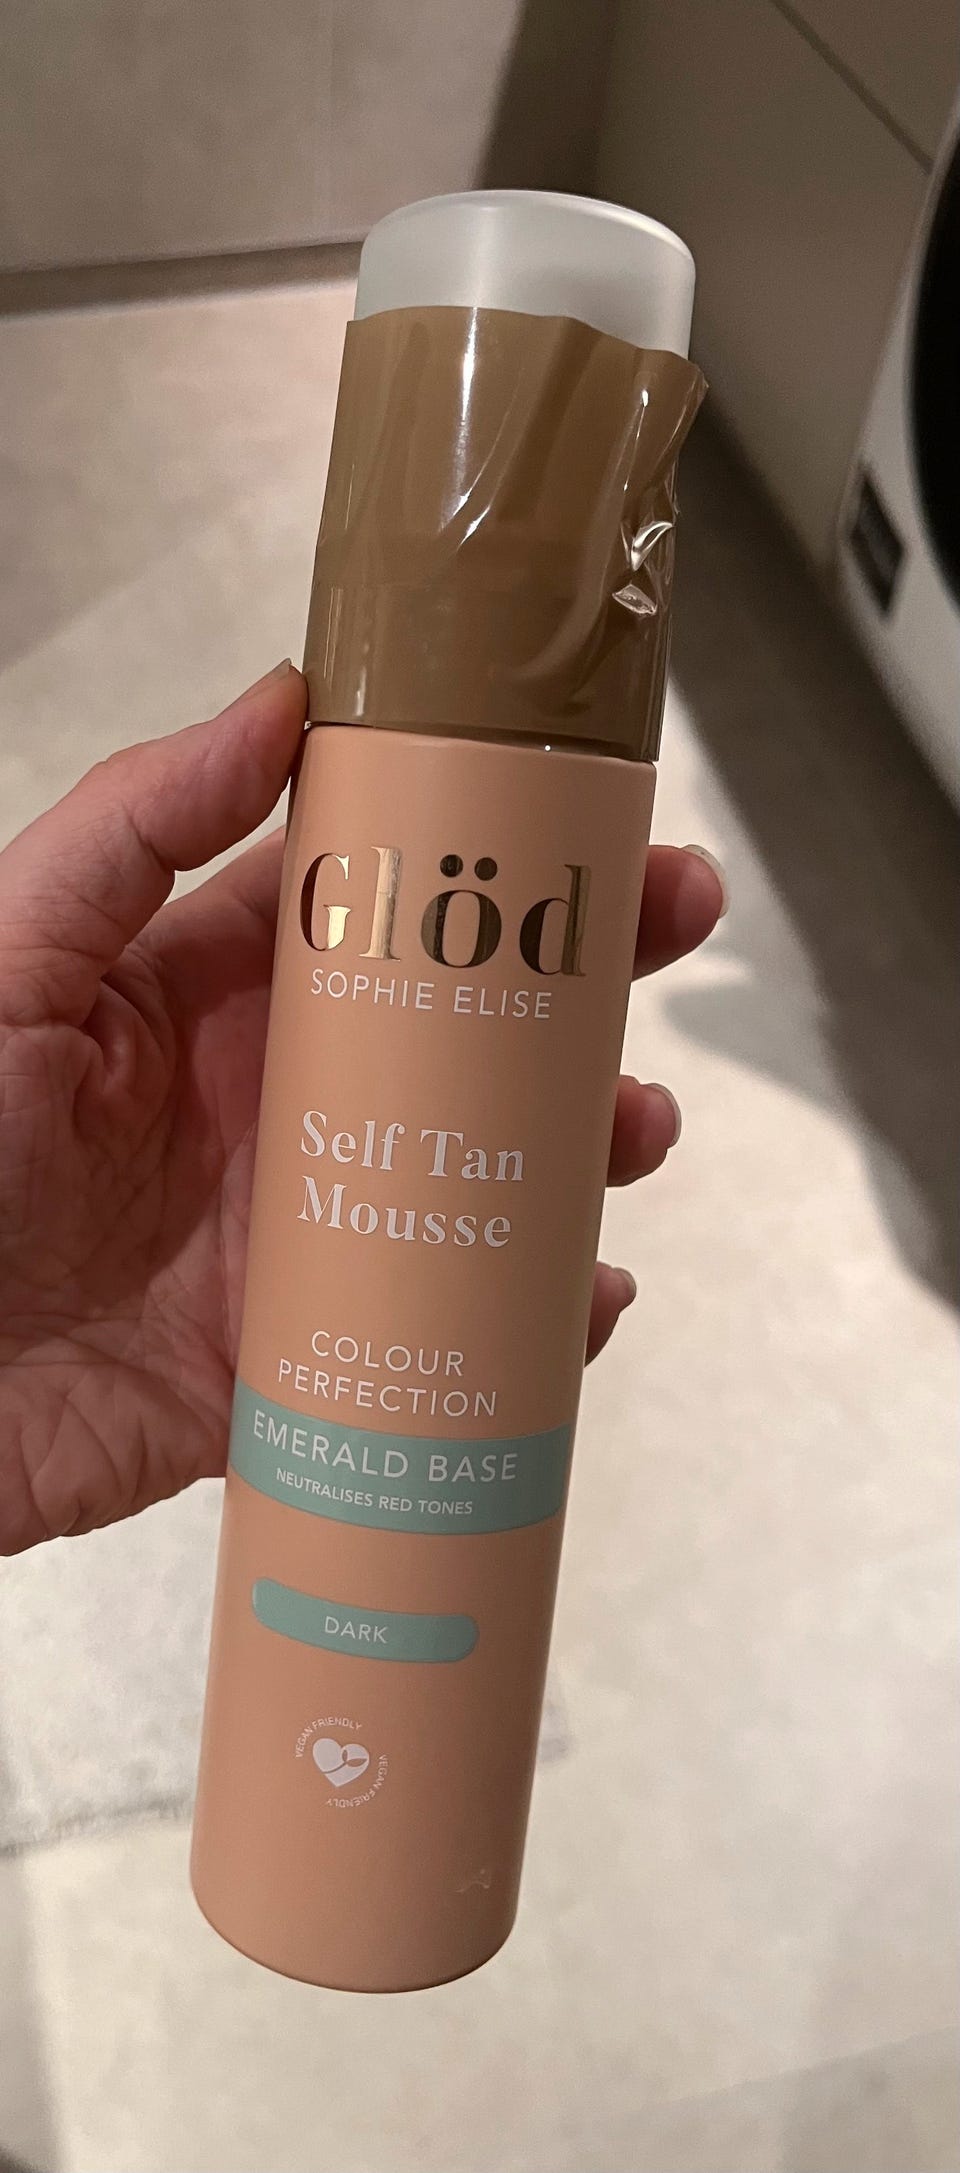 Glöd
SOPHIE ELISE
Self Tan
Mousse
COLOUR
PERFECTION
EMERALD BASE
NEUTRALISES RED TONES
DARK
VEGAN FRIENDLY
VEGAN FRIENDLY